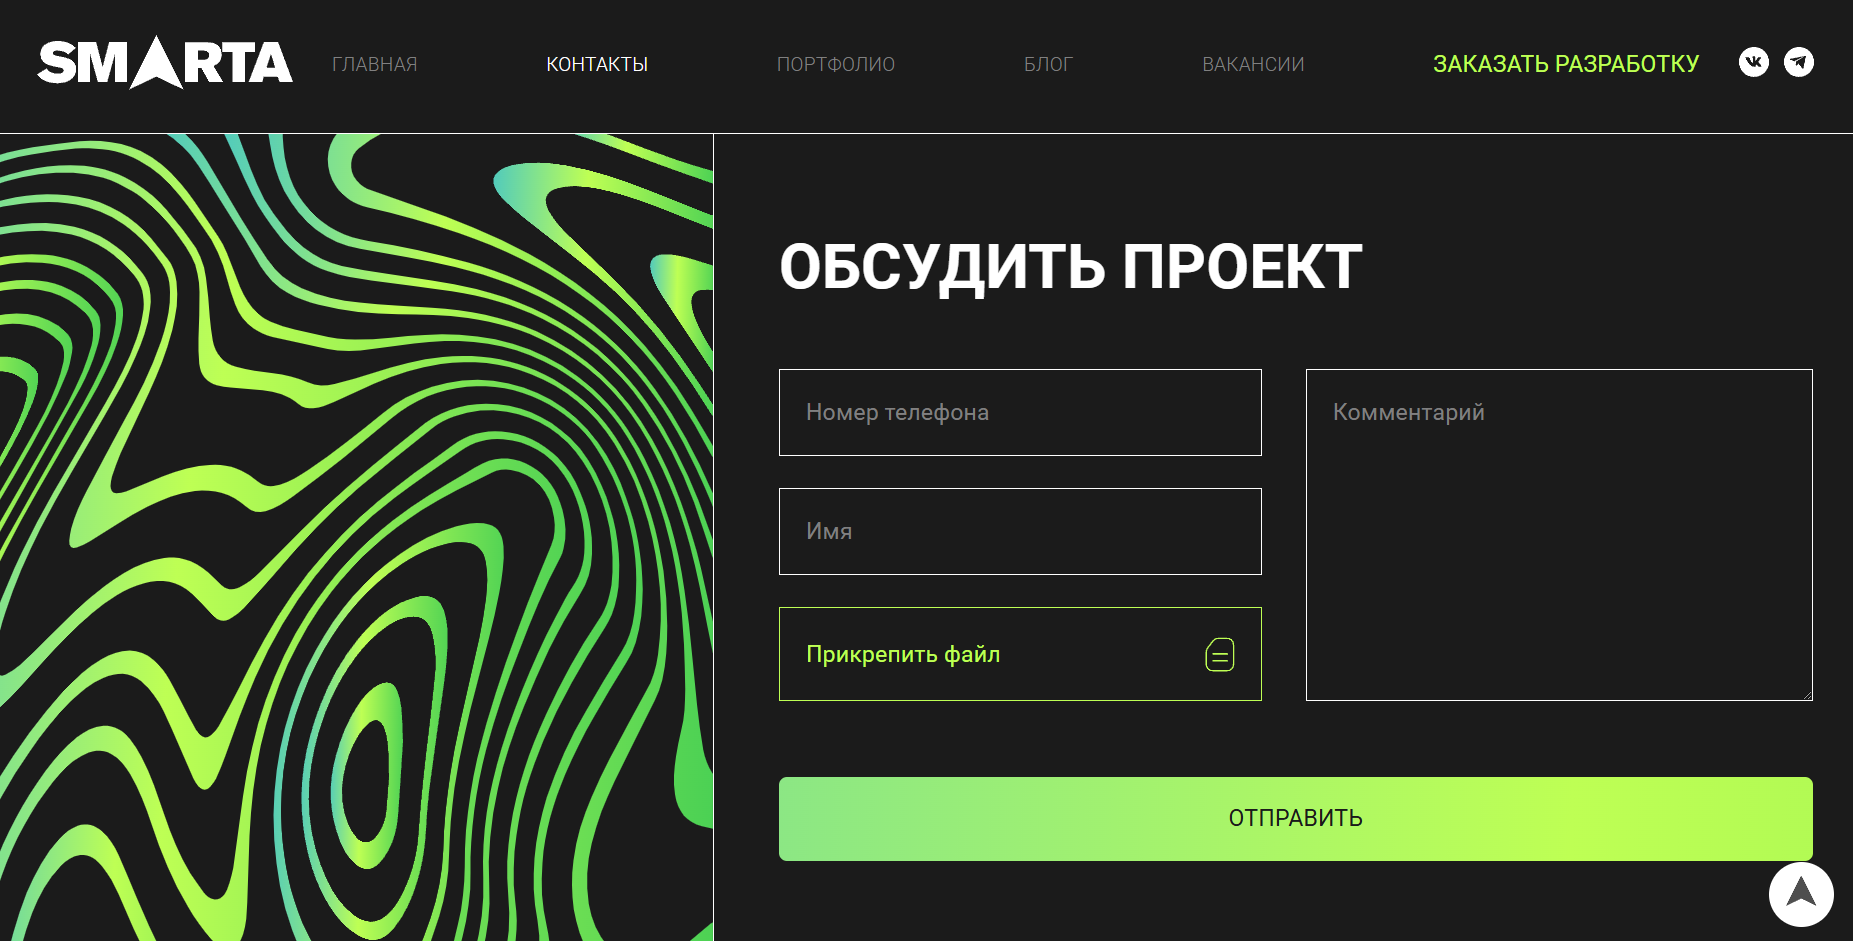 SMARTA
ГЛАВНАЯ
КОНТАКТЫ
ПОРТФОЛИО
БЛОГ
ВАКАНСИИ
ЗАКАЗАТЬ РАЗРАБОТКУ
ОБСУДИТЬ ПРОЕКТ
Номер телефона
Комментарий
Имя
Прикрепить файл
ОТПРАВИТЬ